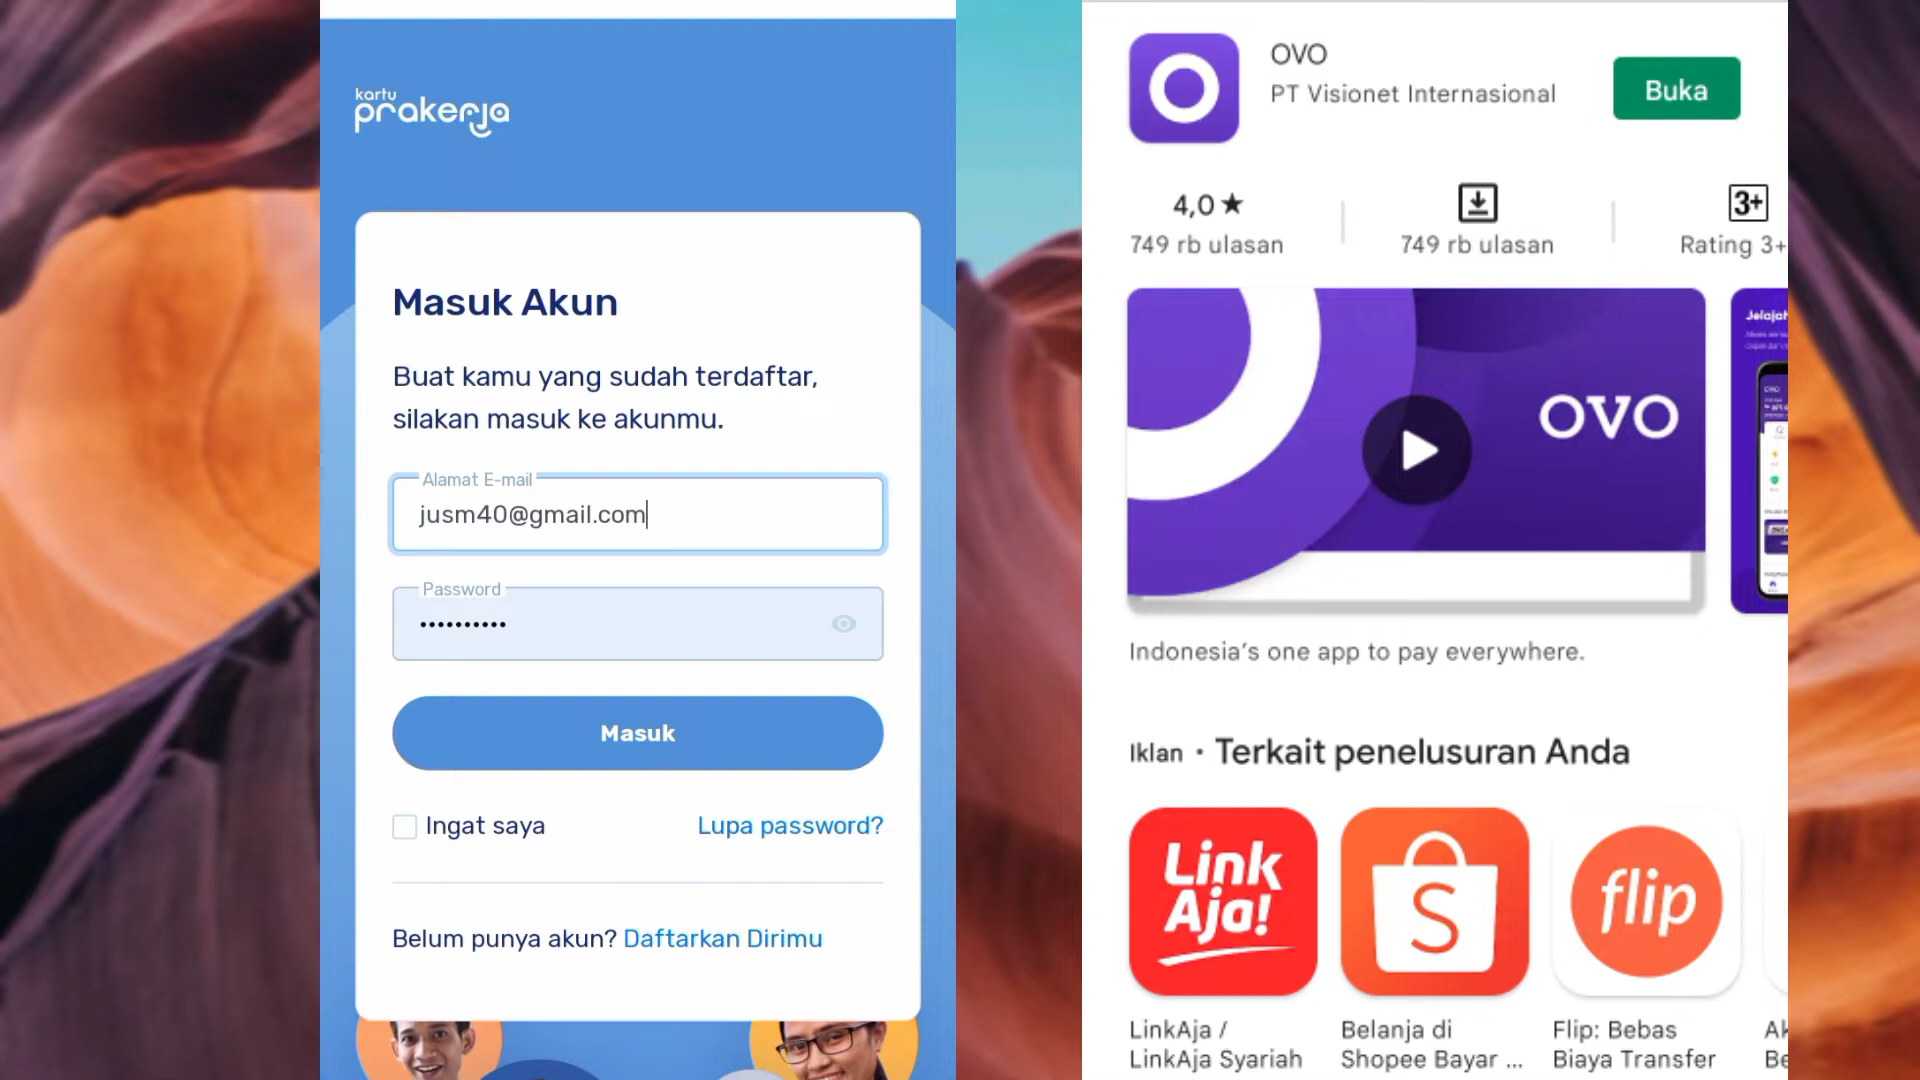 kartu
prakerja
Masuk Akun
Buat kamu yang sudah terdaftar,
silakan masuk ke akunmu.
Alamat E-mail
jusm40@gmail.com
Password
••••••••••
Masuk
Ingat saya
Lupa password?
Belum punya akun? Daftarkan Dirimu
OVO
PT Visionet Internasional
Buka
4,0 ★
749 rb ulasan
749 rb ulasan
3+
Rating 3+
OVO
Jelajah
Indonesia's one app to pay everywhere.
Iklan • Terkait penelusuran Anda
Link
Aja!
S
flip
LinkAja /
LinkAja Syariah
Belanja di
Shopee Bayar ...
Flip: Bebas
Biaya Transfer